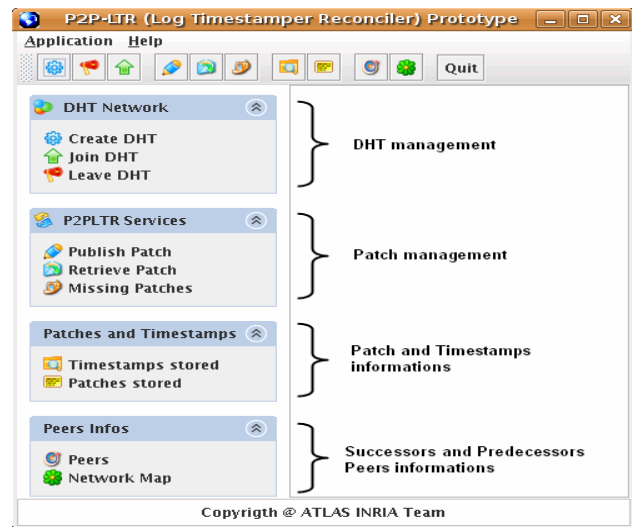 P2P-LTR (Log Timestamper Reconciler) Prototype
Application Help
Quit
DHT Network
Create DHT
Join DHT
Leave DHT
DHT management
P2PLTR Services
Publish Patch
Retrieve Patch
Missing Patches
Patch management
Patches and Timestamps
Timestamps stored
Patches stored
Patch and Timestamps
informations
Peers Infos
Peers
Network Map
Successors and Predecessors
Peers informations
Copyrigth @ ATLAS INRIA Team